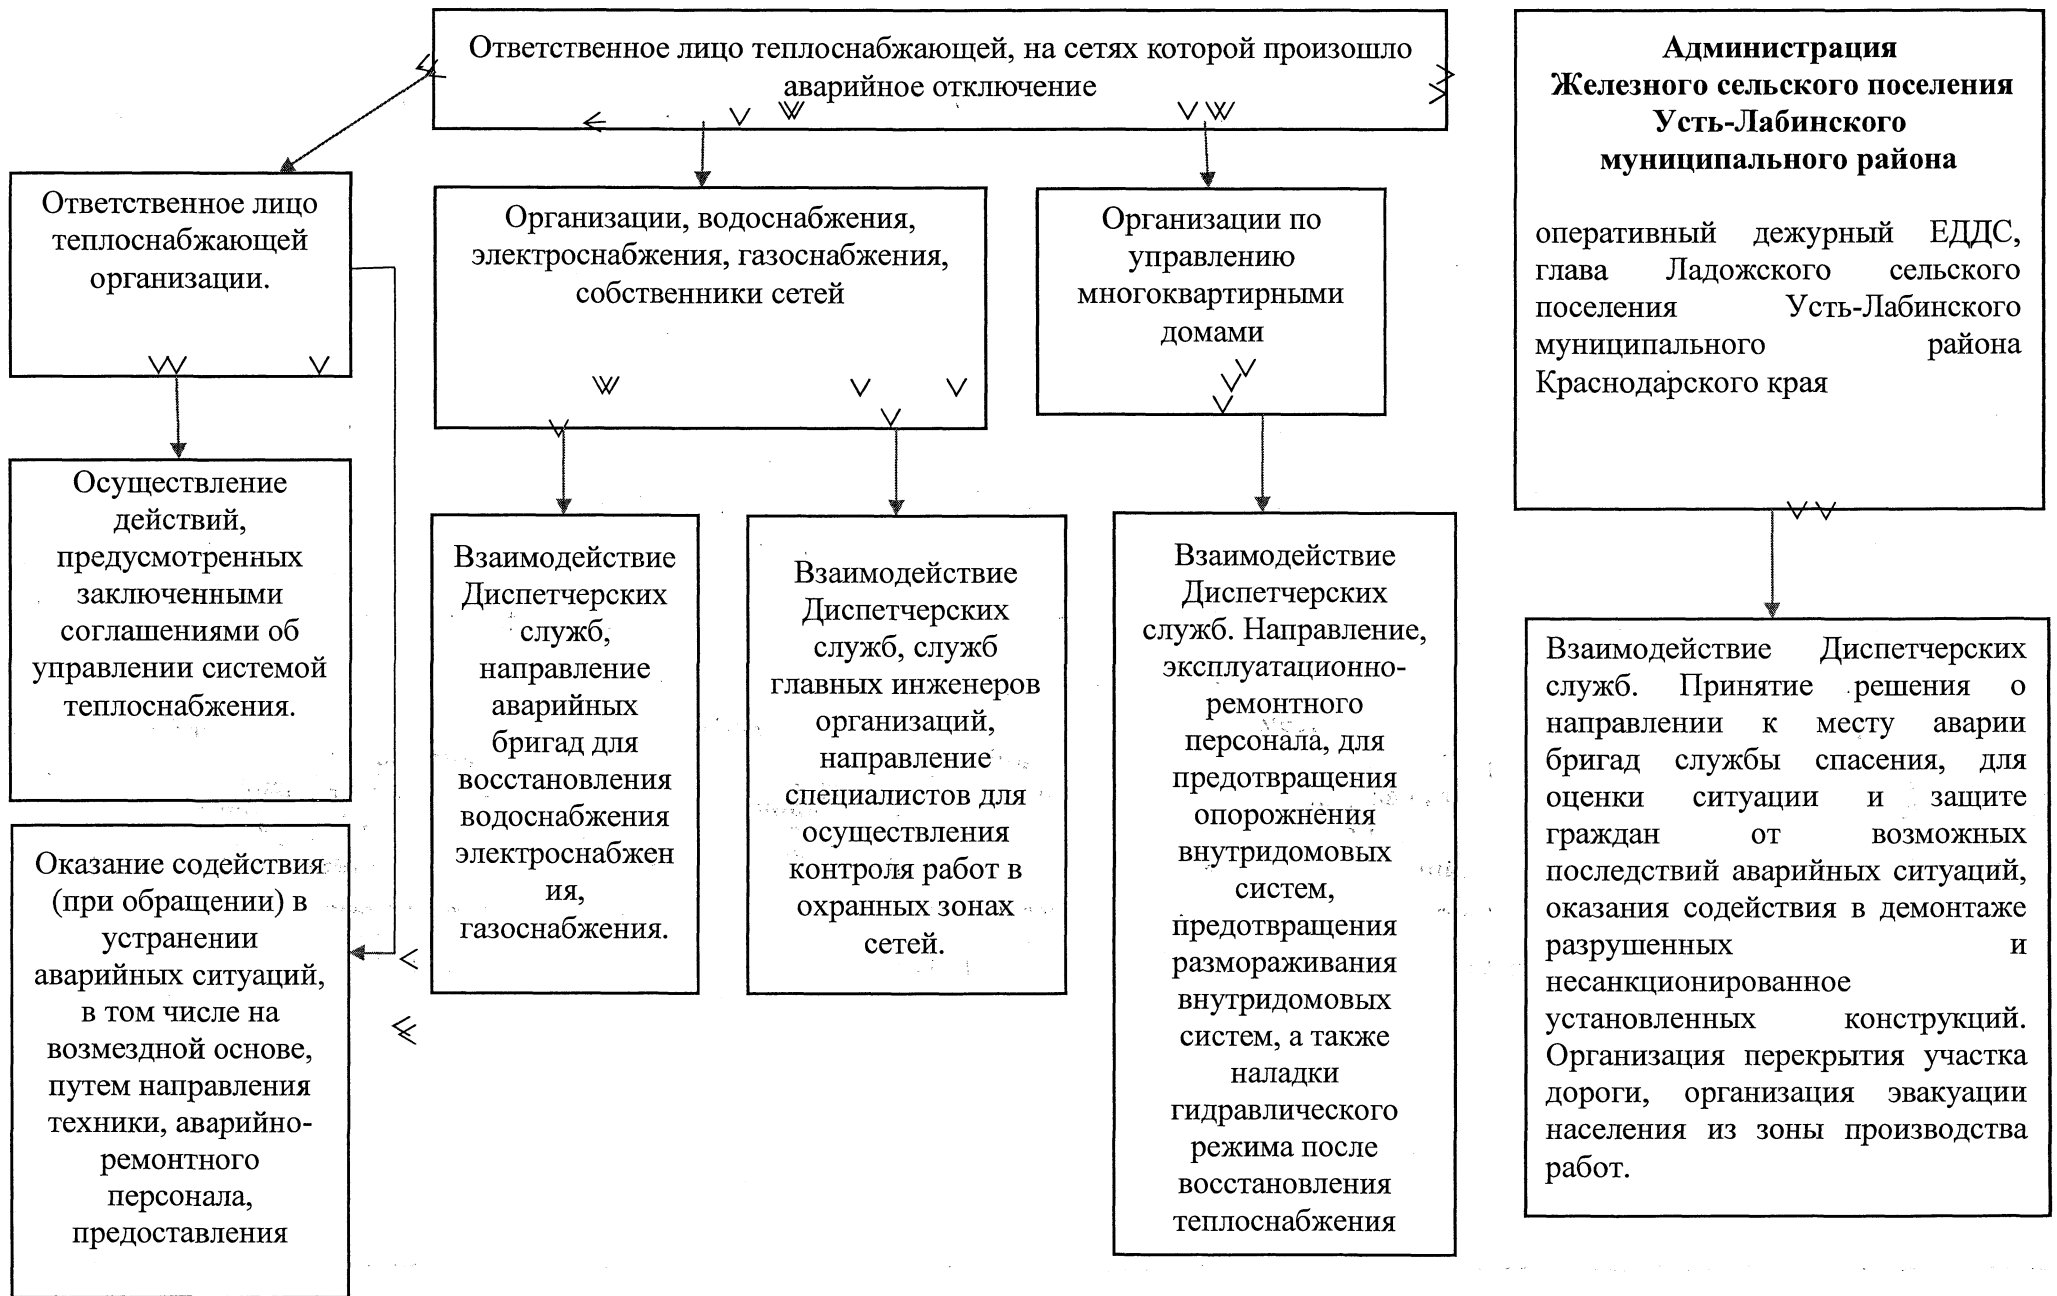 Ответственное лицо теплоснабжающей, на сетях которой произошло
аварийное отключение
Администрация
Железного сельского поселения
Усть-Лабинского
муниципального района
оперативный дежурный ЕДДС,
глава Ладожского сельского
поселения Усть-Лабинского
муниципального района
Краснодарского края
Ответственное лицо
теплоснабжающей
организации.
Организации, водоснабжения,
электроснабжения, газоснабжения,
собственники сетей
Организации по
управлению
многоквартирными
домами
Осуществление
действий,
предусмотренных
заключенными
соглашениями об
управлении системой
теплоснабжения.
Оказание содействия
(при обращении) в
устранении
аварийных ситуаций,
в том числе на
возмездной основе,
путем направления
техники, аварийно-
ремонтного
персонала,
предоставления
Взаимодействие
Диспетчерских
служб,
направление
аварийных
бригад для
восстановления
водоснабжения
электроснабжен
ия,
газоснабжения.
Взаимодействие
Диспетчерских
служб, служб
главных инженеров
организаций,
направление
специалистов для
осуществления
контроля работ в
охранных зонах
сетей.
Взаимодействие
Диспетчерских
служб. Направление,
эксплуатационно-
ремонтного
персонала, для
предотвращения
опорожнения
внутридомовых
систем,
предотвращения
размораживания
внутридомовых
систем, а также
наладки
гидравлического
режима после
восстановления
теплоснабжения
Взаимодействие Диспетчерских
служб. Принятие решения о
направлении к месту аварии
бригад службы спасения, для
оценки ситуации и защите
граждан от возможных
последствий аварийных ситуаций,
оказания содействия в демонтаже
разрушенных и
несанкционированное
установленных конструкций.
Организация перекрытия участка
дороги, организация эвакуации
населения из зоны производства
работ.